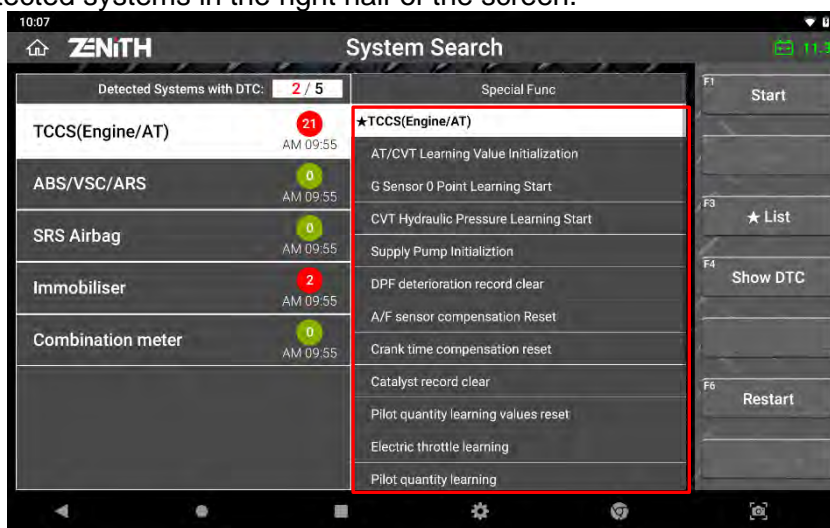 ected systems in the right half of the screen.
10:07
ZENiTH
System Search
11.3
Detected Systems with DTC: 2 / 5
Special Func
TCCS(Engine/AT)
21
AM 09:55
ABS/VSC/ARS
0
AM 09:55
SRS Airbag
0
AM 09:55
Immobiliser
2
AM 09:55
Combination meter
0
AM 09:55
★TCCS(Engine/AT)
AT/CVT Learning Value Initialization
G Sensor 0 Point Learning Start
CVT Hydraulic Pressure Learning Start
Supply Pump Initializtion
DPF deterioration record clear
A/F sensor compensation Reset
Crank time compensation reset
Catalyst record clear
Pilot quantity learning values reset
Electric throttle learning
Pilot quantity learning
F1
Start
F3
★ List
F4
Show DTC
F6
Restart